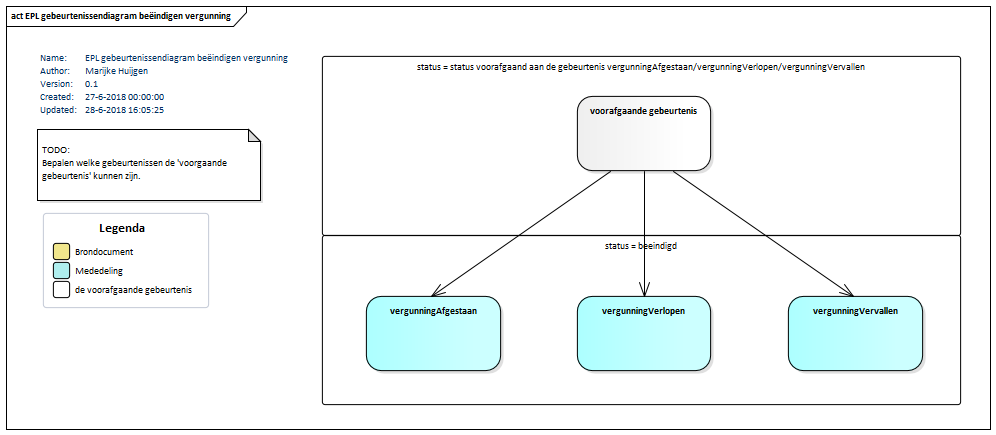 act EPL gebeurtenissendiagram beëindigen vergunning
Name: EPL gebeurtenissendiagram beëindigen vergunning
Author: Marijke Huijgen
Version: 0.1
Created: 27-6-2018 00:00:00
Updated: 28-6-2018 16:05:25
TODO:
Bepalen welke gebeurtenissen de 'voorgaande
gebeurtenis' kunnen zijn.
Legenda
Brondocument
Mededeling
de voorafgaande gebeurtenis
status = status voorafgaand aan de gebeurtenis vergunningAfgestaan/vergunningVerlopen/vergunningVervallen
voorafgaande gebeurtenis
status = beeindigd
vergunningAfgestaan
vergunningVerlopen
vergunningVervallen